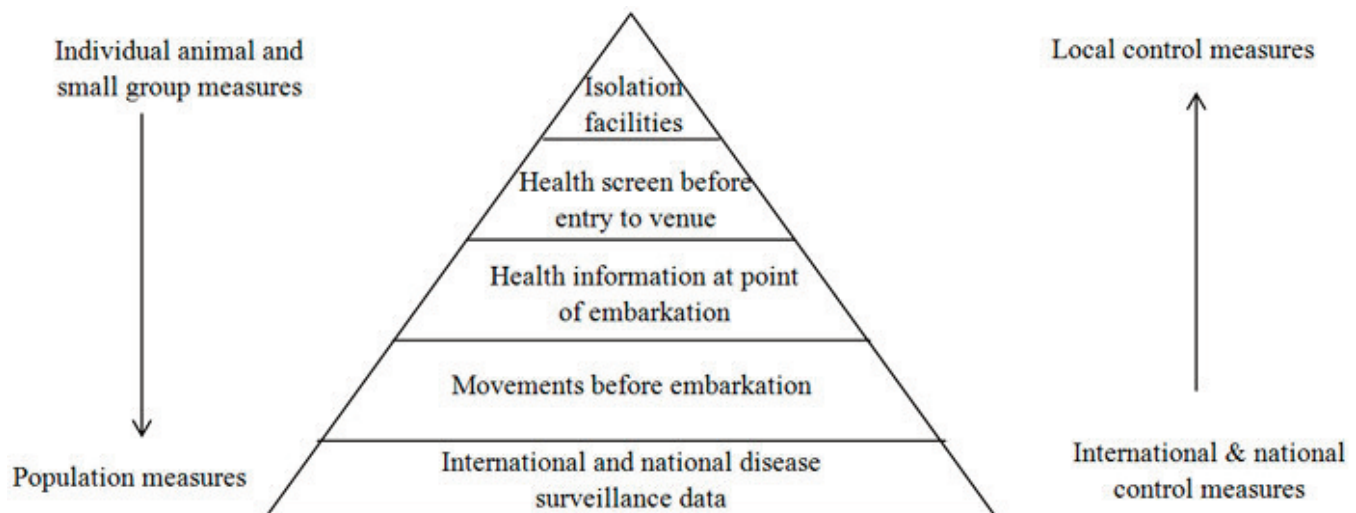 Individual animal and
small group measures
Population measures
Isolation
facilities
Health screen before
entry to venue
Health information at point
of embarkation
Movements before embarkation
International and national disease
surveillance data
Local control measures
International & national
control measures